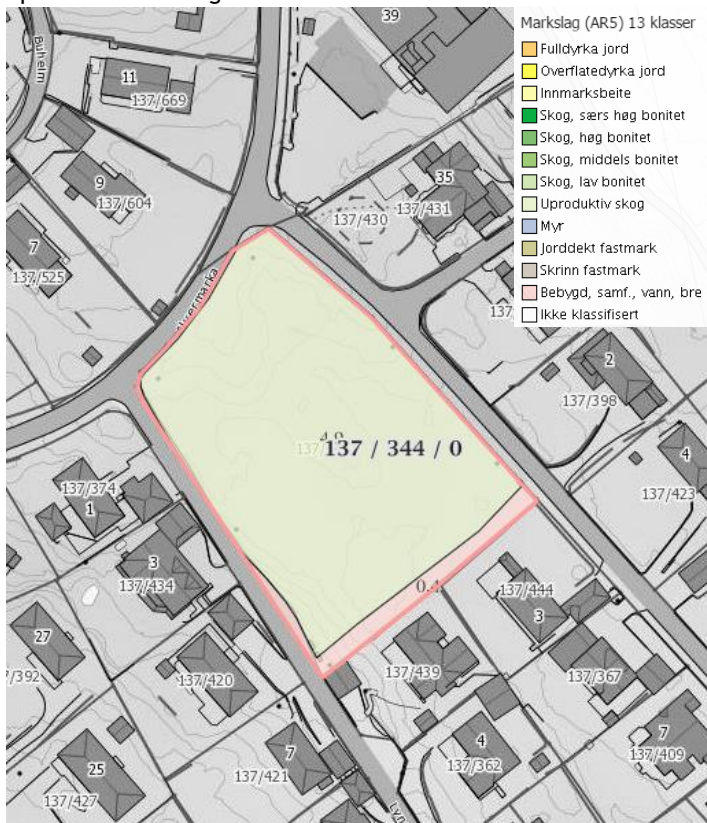 Markslag (AR5) 13 klasser
Fulldyrka jord
Overflatedyrka jord
Innmarksbeite
Skog, særs høg bonitet
Skog, høg bonitet
Skog, middels bonitet
Skog, lav bonitet
Uproduktiv skog
Myr
Jorddekt fastmark
Skrinn fastmark
Bebygd, samf., vann, bre
Ikke klassifisert
39
Buheim
11
137/669
9
137/604
35
137/430
137/431
7
137/525
2
137/398
137 / 344 / 0
4
137/423
137/374
1
3
137/434
0.4
137/444
3
27
137/420
137/439
137/367
7
137/421
4
137/362
7
137/409
25
137/427